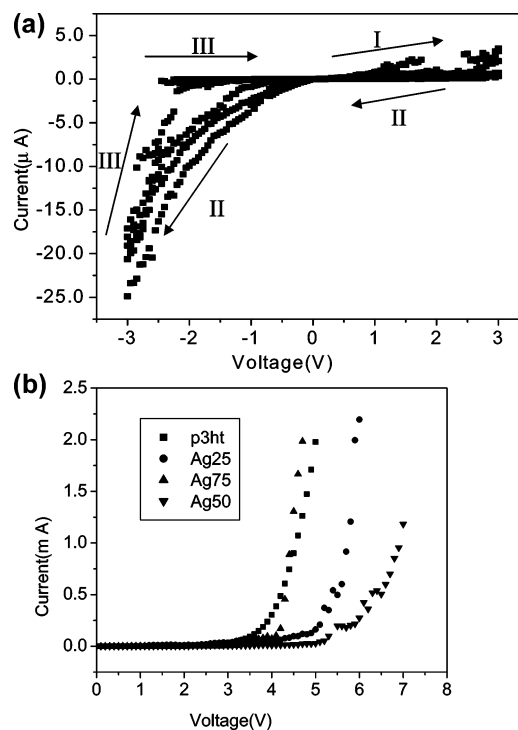 (a)
5.0
0.0
-5.0
-10.0
-15.0
-20.0
-25.0
Current(μ A)
III
I
II
III
II
-3 -2 -1 0 1 2 3
Voltage(V)
(b)
2.5
2.0
1.5
1.0
0.5
0.0
Current(m A)
p3ht
Ag25
Ag75
Ag50
0 1 2 3 4 5 6 7 8
Voltage(V)